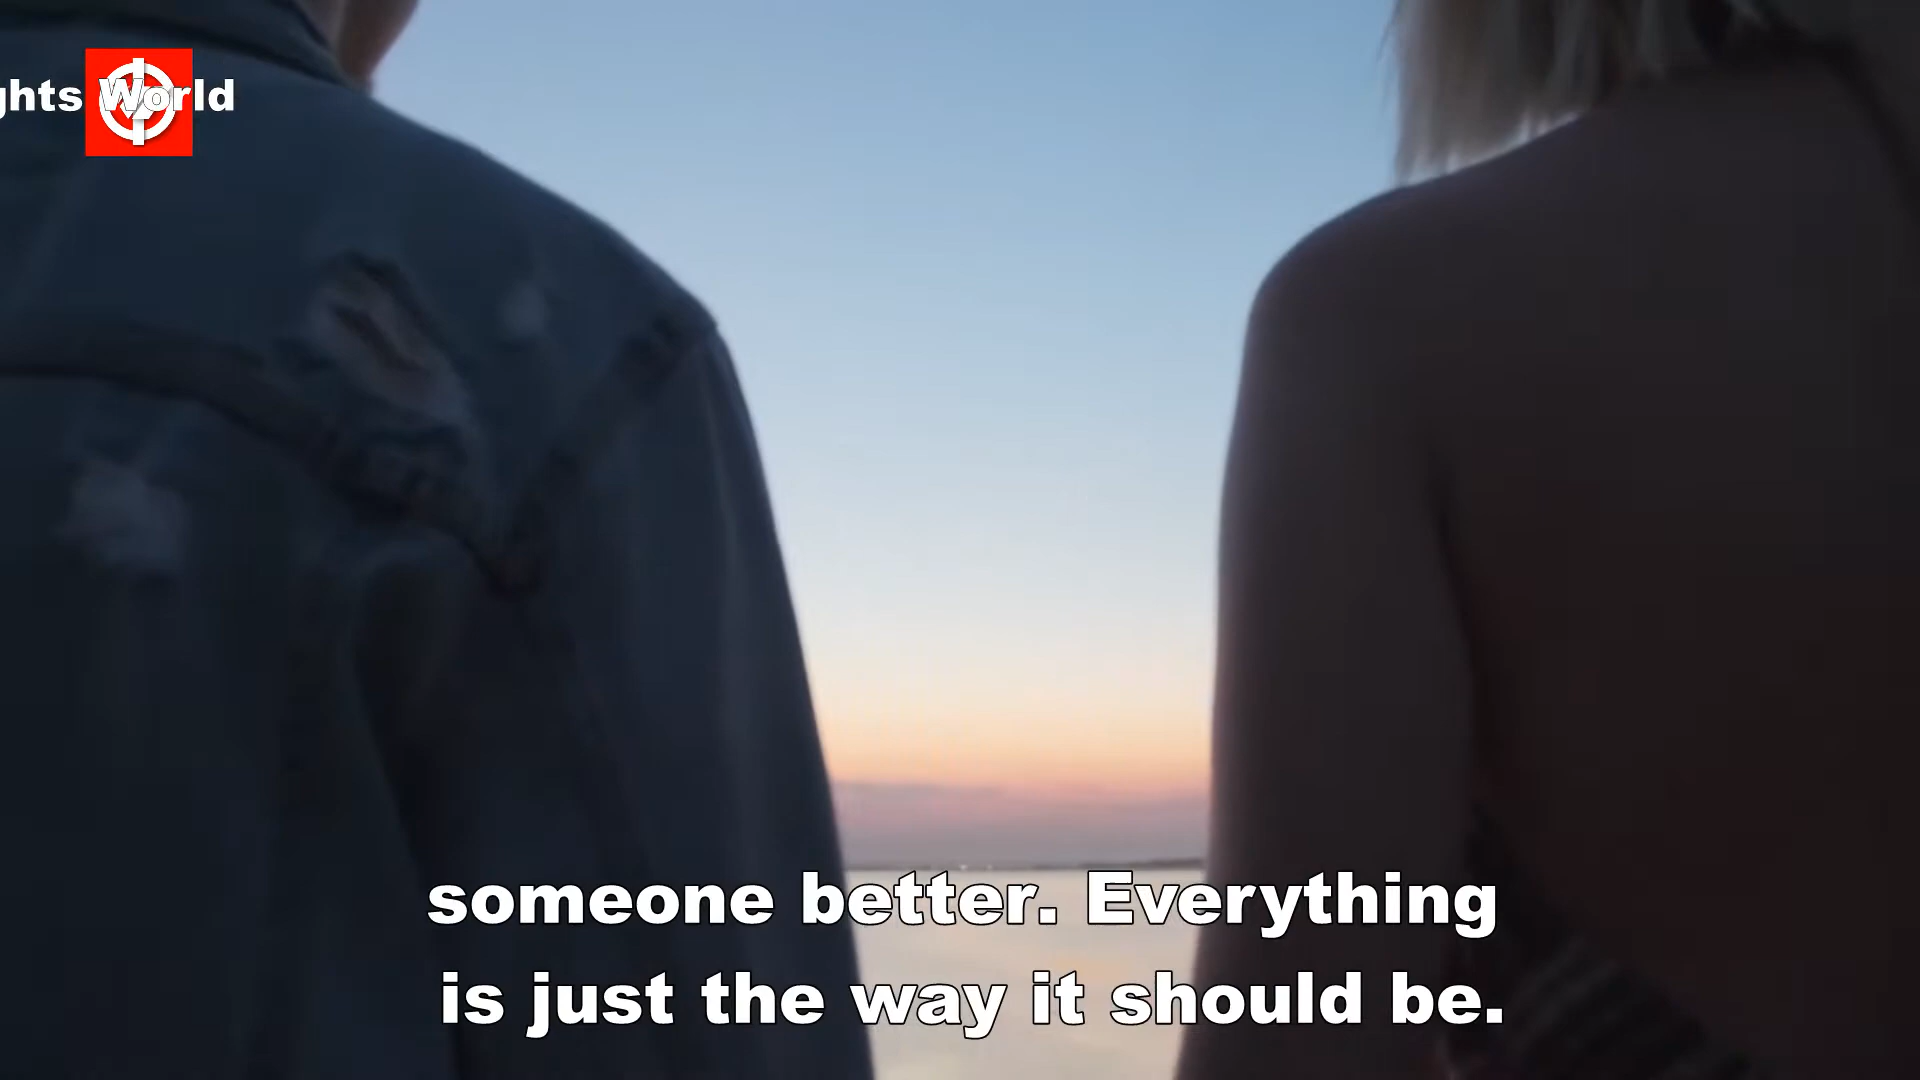 ghts World
someone better. Everything
is just the way it should be.